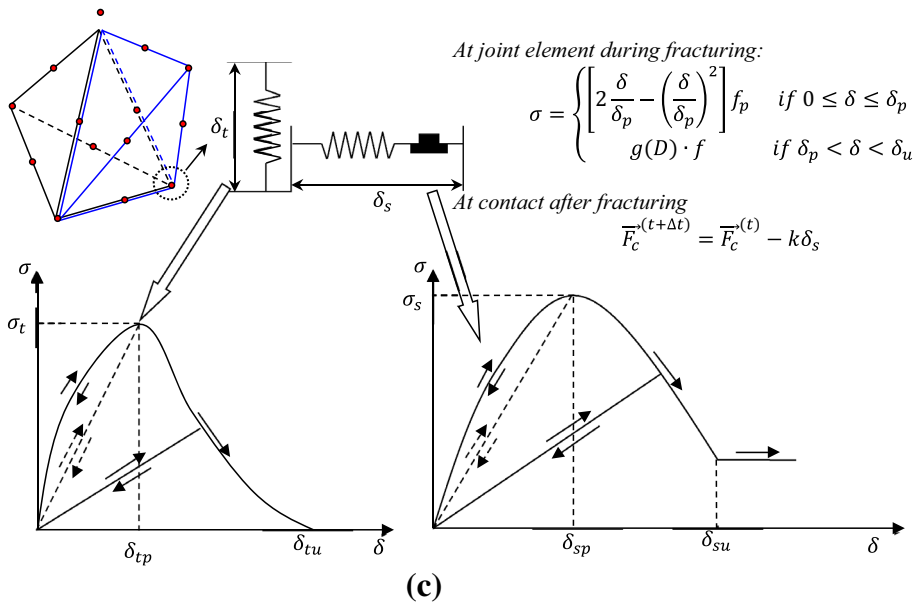 At joint element during fracturing:
σ = { [2 δ/δ_p − (δ/δ_p)^2] f_p if 0 ≤ δ ≤ δ_p
g(D) · f if δ_p < δ < δ_u
δ_t
δ_s
At contact after fracturing
F_c^(t+Δt) = F_c^(t) − kδ_s
σ
σ_t
δ_tp
δ_tu
δ
σ
σ_s
δ_sp
δ_su
δ
(c)